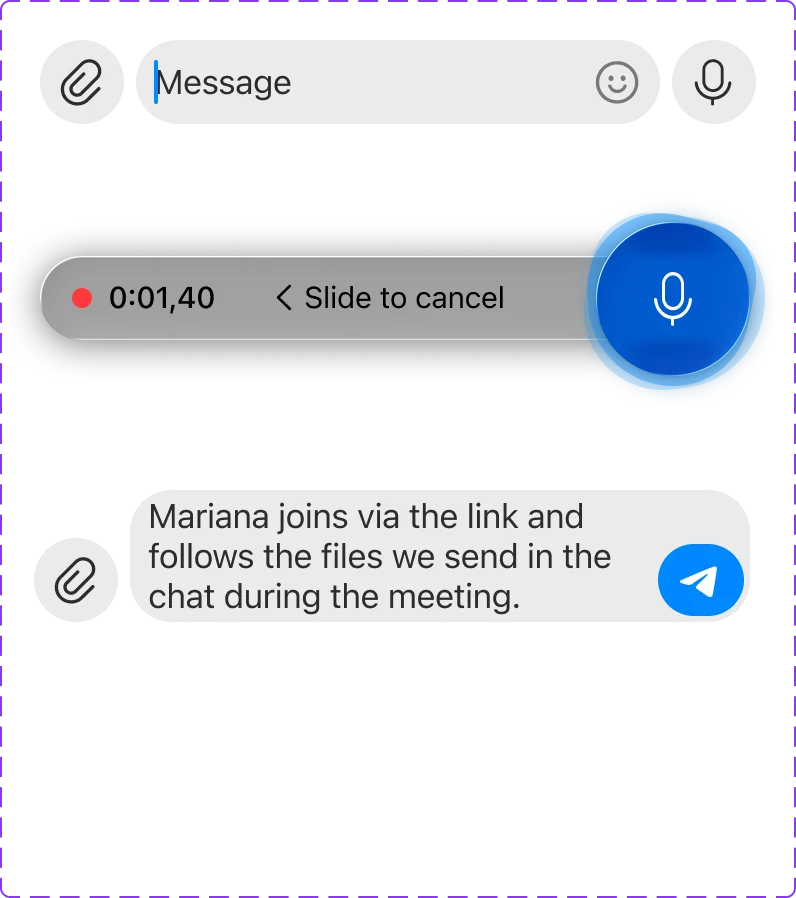 Message
0:01,40
Slide to cancel
Mariana joins via the link and
follows the files we send in the
chat during the meeting.